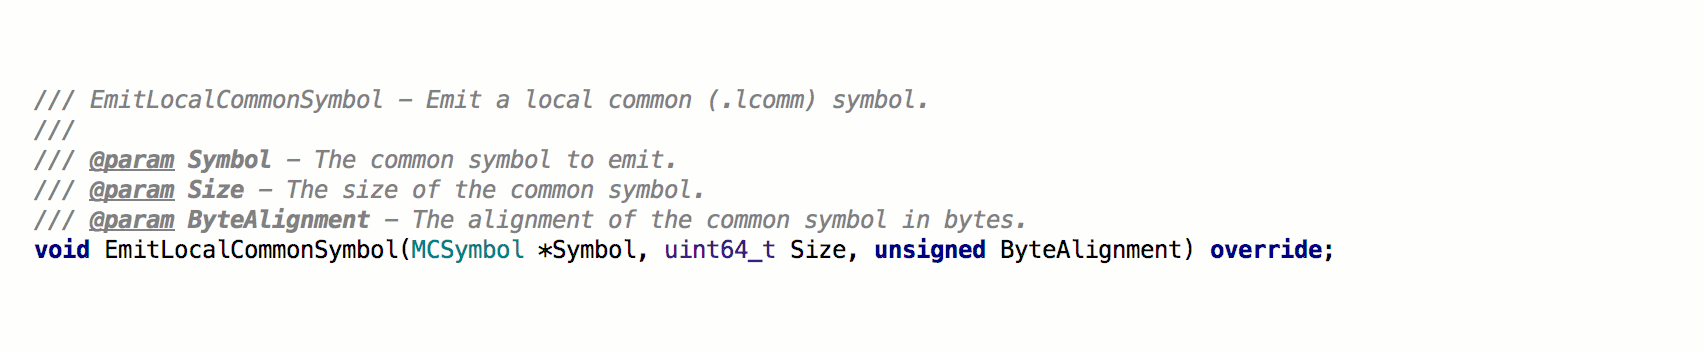 /// EmitLocalCommonSymbol – Emit a local common (.lcomm) symbol.
///
/// @param Symbol – The common symbol to emit.
/// @param Size – The size of the common symbol.
/// @param ByteAlignment – The alignment of the common symbol in bytes.
void EmitLocalCommonSymbol(MCSymbol *Symbol, uint64_t Size, unsigned ByteAlignment) override;